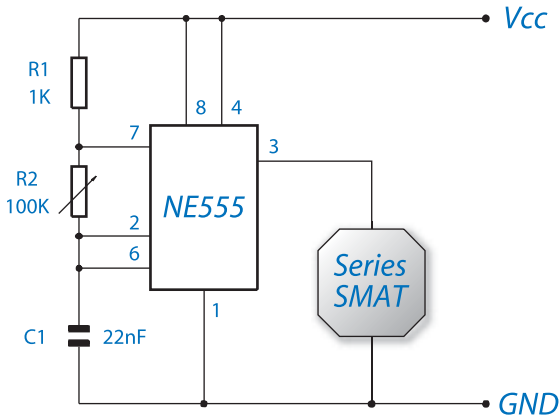 Vcc
R1
1K
8
4
7
3
R2
100K
NE555
2
6
Series
SMAT
1
C1
22nF
GND